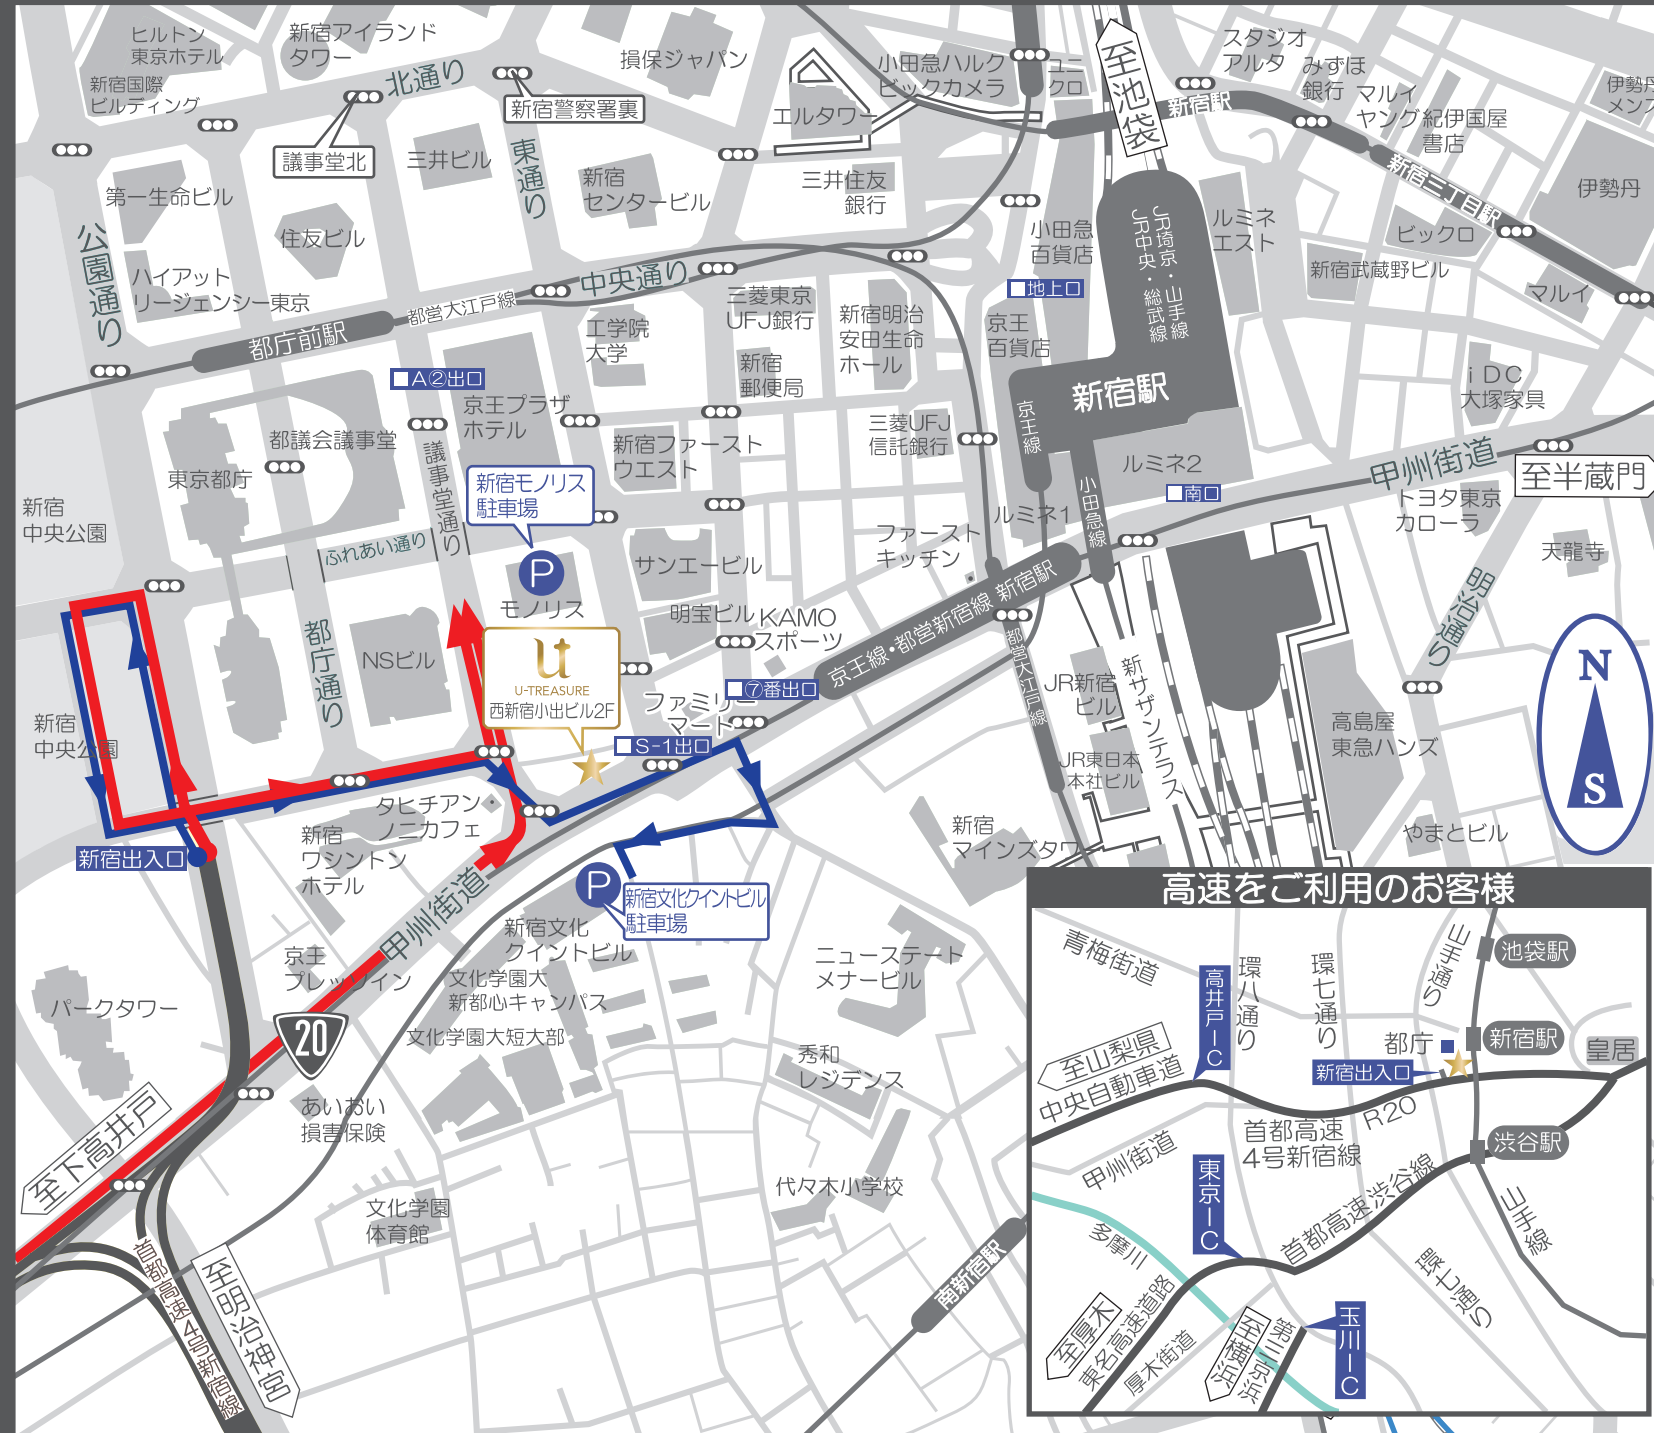 ヒルトン
東京ホテル
新宿アイランド
タワー
新宿国際
ビルディング
北通り
新宿警察署裏
議事堂北
損保ジャパン
エルタワー
小田急ハルク
ビックカメラ
ユニ
クロ
至池袋
新宿駅
スタジオ
アルタ
みずほ
銀行
マルイ
ヤング
紀伊国屋
書店
伊勢丹
メンズ
新宿三丁目駅
伊勢丹
第一生命ビル
三井ビル
東通り
新宿
センタービル
三井住友
銀行
住友ビル
公園通り
ハイアット
リージェンシー東京
都庁前駅
都営大江戸線
中央通り
小田急
百貨店
地上口
JR埼京・山手線
JR中央・総武線
ルミネ
エスト
ビックロ
新宿武蔵野ビル
マルイ
三菱東京
UFJ銀行
新宿明治
安田生命
ホール
京王
百貨店
工学院
大学
新宿
郵便局
A②出口
京王プラザ
ホテル
都議会議事堂
東京都庁
議事堂通り
新宿ファースト
ウエスト
三菱UFJ
信託銀行
京王線
新宿駅
小田急線
ルミネ2
南口
ルミネ1
iDC
大塚家具
甲州街道
至半蔵門
トヨタ東京
カローラ
天龍寺
明治通り
新宿
中央公園
新宿モノリス
駐車場
P
モノリス
ふれあい通り
サンエービル
ファースト
キッチン
京王線・都営新宿線 新宿駅
明宝ビル
KAMO
スポーツ
都庁通り
NSビル
ut
U-TREASURE
西新宿小出ビル2F
⑦番出口
ファミリー
マート
S-1出口
都営大江戸線
JR新宿
ビル
新サザンテラス
JR東日本
本社ビル
高島屋
東急ハンズ
N
S
やまとビル
新宿
中央公園
新宿出入口
タヒチアン
ノニカフェ
新宿
ワシントン
ホテル
甲州街道
P
新宿文化クイントビル
駐車場
新宿
マインズタワー
京王
プレッソイン
新宿文化
クイントビル
文化学園大
新都心キャンパス
文化学園大短大部
ニューステート
メナービル
パークタワー
20
あいおい
損害保険
秀和
レジデンス
至下高井戸
文化学園
体育館
代々木小学校
南新宿駅
首都高速4号新宿線
至明治神宮
高速をご利用のお客様
青梅街道
高井戸IC
環八通り
環七通り
山手通り
池袋駅
新宿駅
皇居
都庁
新宿出入口
至山梨県
中央自動車道
R20
首都高速
4号新宿線
甲州街道
東京IC
渋谷駅
首都高速渋谷線
山手線
多摩川
環七通り
至厚木
東名高速道路
厚木街道
至横浜
第三京浜
玉川IC